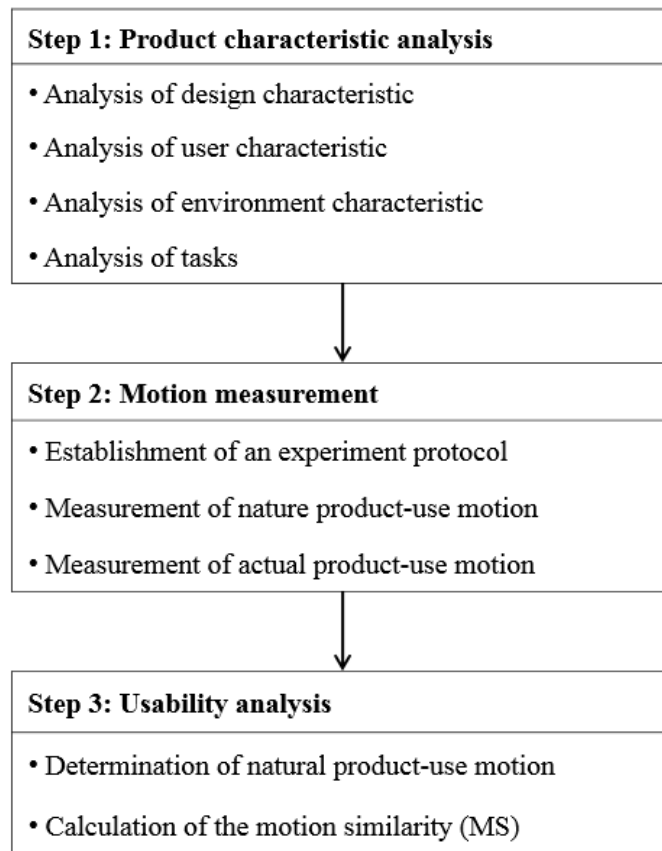 Step 1: Product characteristic analysis
• Analysis of design characteristic
• Analysis of user characteristic
• Analysis of environment characteristic
• Analysis of tasks
Step 2: Motion measurement
• Establishment of an experiment protocol
• Measurement of nature product-use motion
• Measurement of actual product-use motion
Step 3: Usability analysis
• Determination of natural product-use motion
• Calculation of the motion similarity (MS)